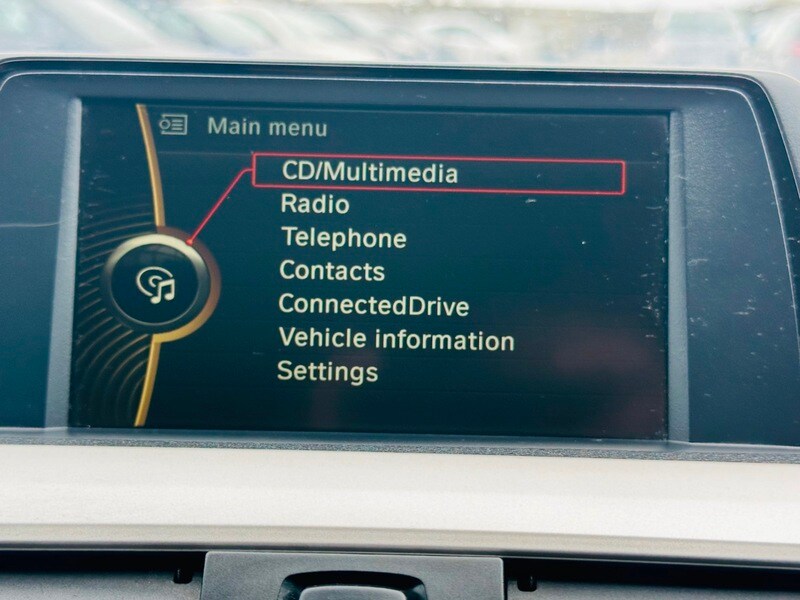 Main menu
CD/Multimedia
Radio
Telephone
Contacts
ConnectedDrive
Vehicle information
Settings